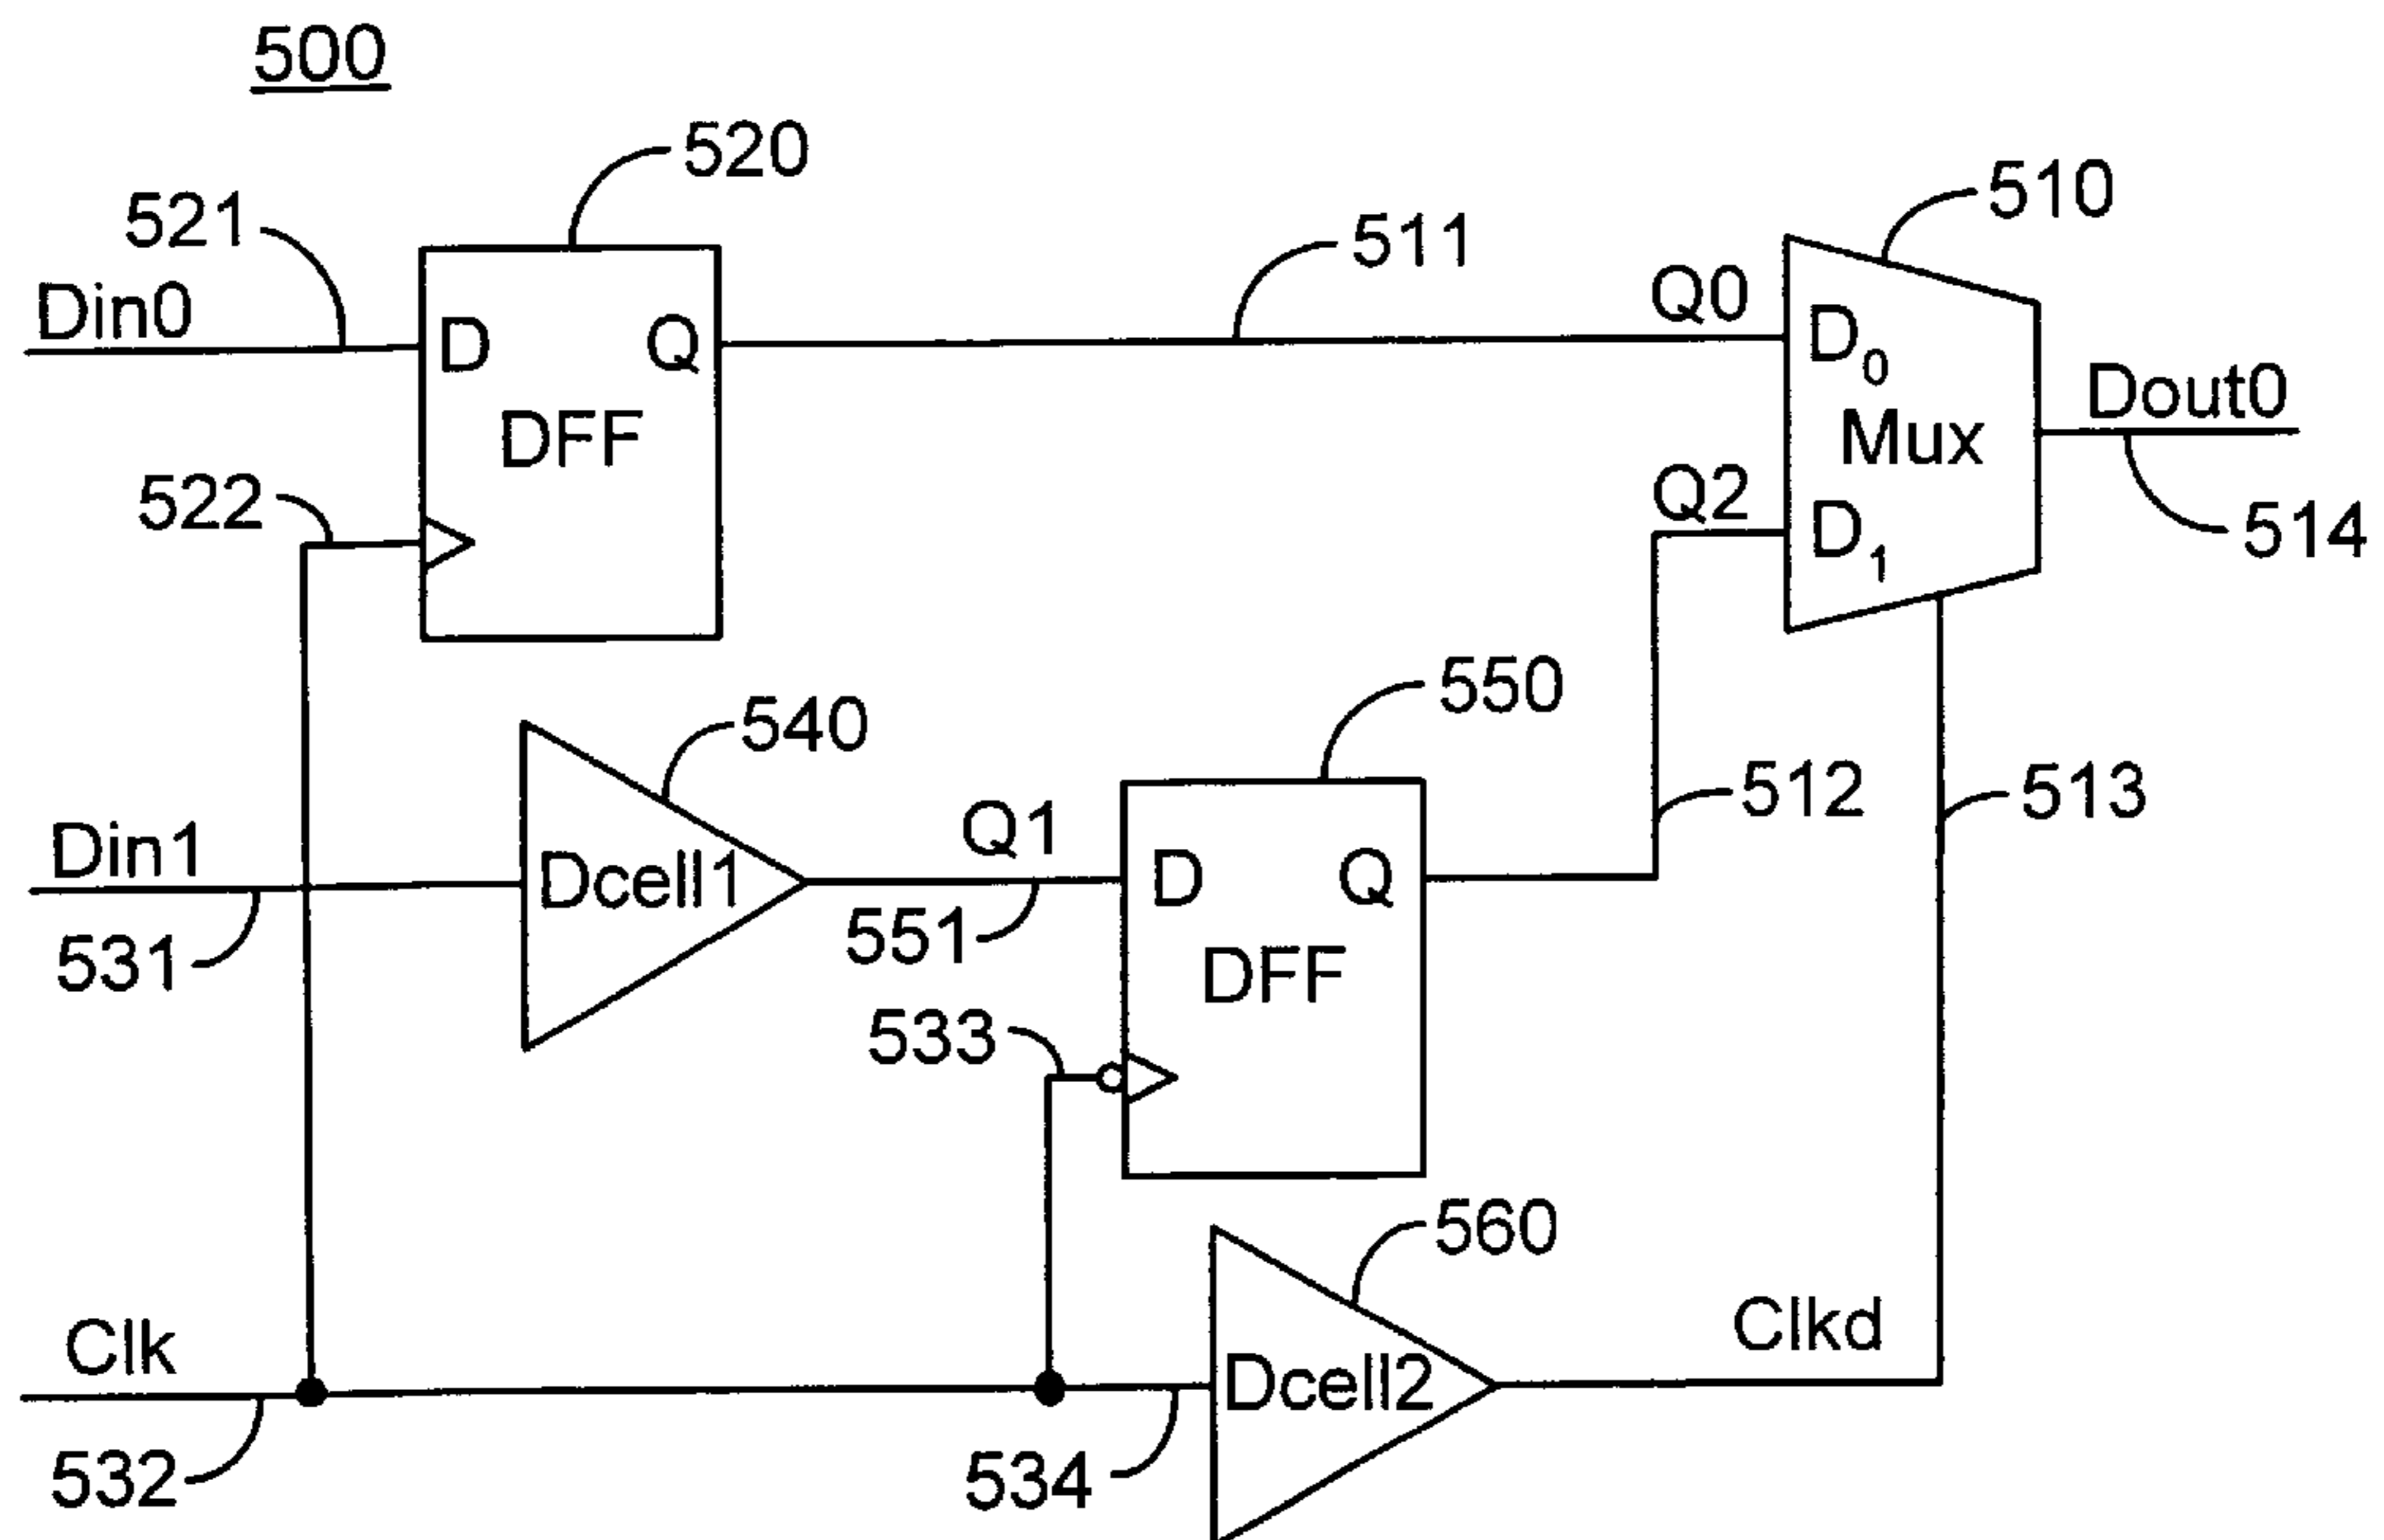 500
520
510
521
511
Din0
Q0
D
Q
D0
Dout0
DFF
Mux
522
Q2
D1
514
550
540
512
513
Din1
Q1
Dcell1
D
Q
551
531
DFF
533
560
Clk
Clkd
Dcell2
532
534